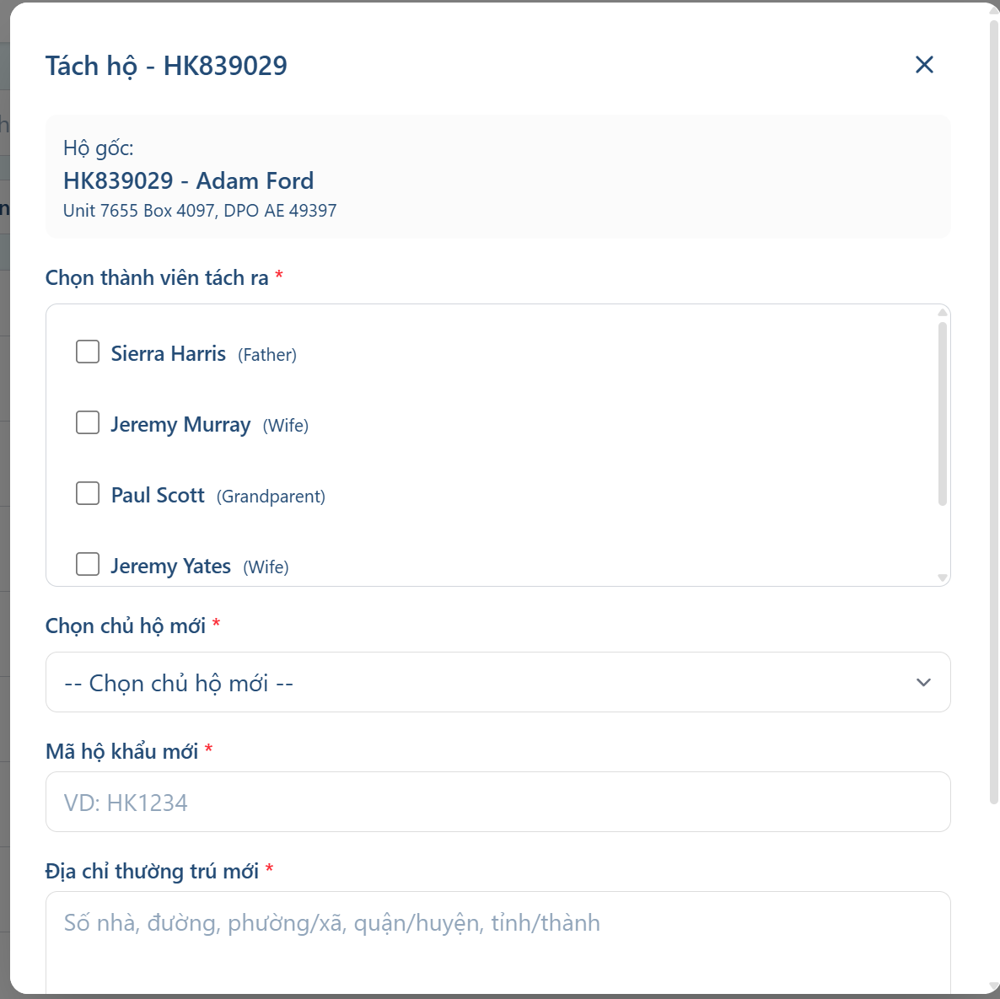 Tách hộ - HK839029
Hộ gốc:
HK839029 - Adam Ford
Unit 7655 Box 4097, DPO AE 49397
Chọn thành viên tách ra *
Sierra Harris (Father)
Jeremy Murray (Wife)
Paul Scott (Grandparent)
Jeremy Yates (Wife)
Chọn chủ hộ mới *
-- Chọn chủ hộ mới --
Mã hộ khẩu mới *
VD: HK1234
Địa chỉ thường trú mới *
Số nhà, đường, phường/xã, quận/huyện, tỉnh/thành